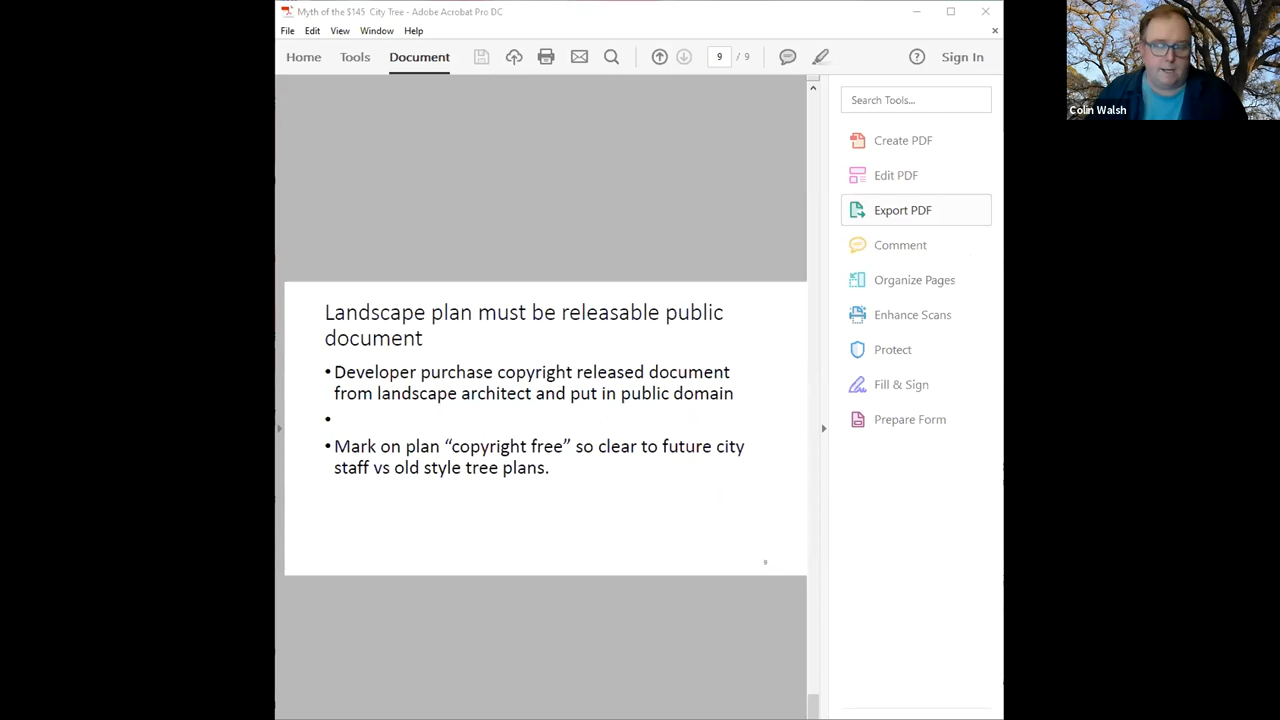 Myth of the $145 City Tree - Adobe Acrobat Pro DC
File Edit View Window Help
Home Tools Document 9 / 9 Sign In
Colin Walsh
Search Tools...
Create PDF
Edit PDF
Export PDF
Comment
Organize Pages
Enhance Scans
Protect
Fill & Sign
Prepare Form
Landscape plan must be releasable public
document
•Developer purchase copyright released document
from landscape architect and put in public domain
•
•Mark on plan “copyright free” so clear to future city
staff vs old style tree plans.
9